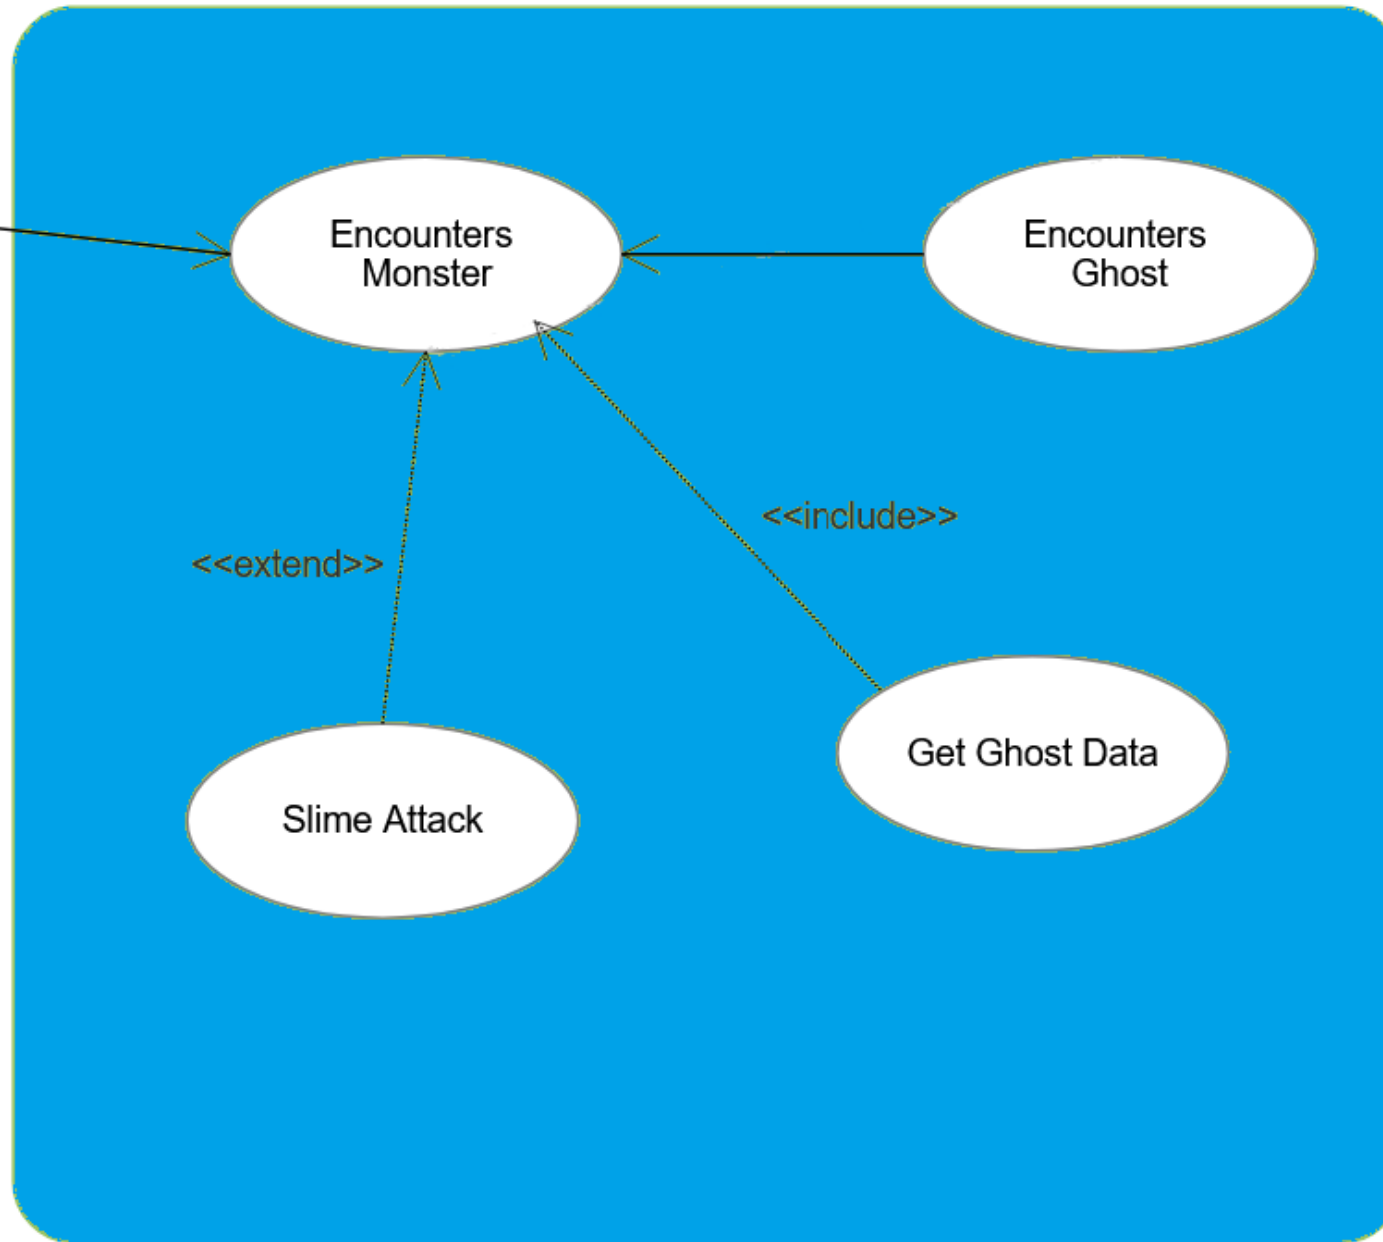 Encounters
Monster
Encounters
Ghost
<<include>>
<<extend>>
Get Ghost Data
Slime Attack